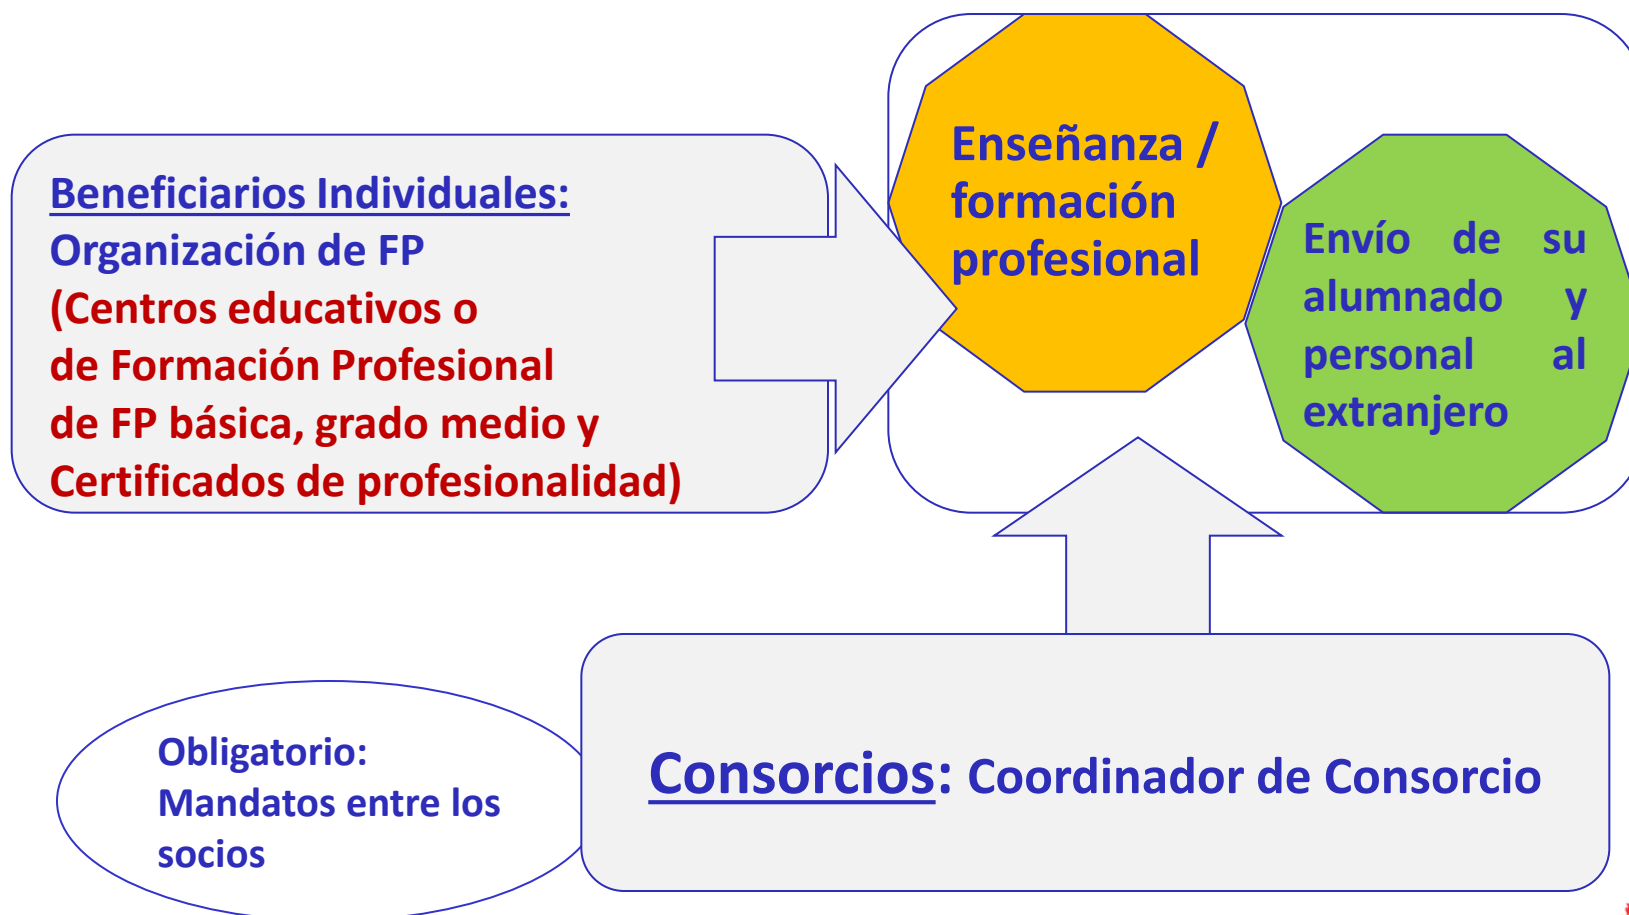 Beneficiarios Individuales:
Organización de FP
(Centros educativos o
de Formación Profesional
de FP básica, grado medio y
Certificados de profesionalidad)
Enseñanza /
formación
profesional
Envío de su
alumnado y
personal al
extranjero
Obligatorio:
Mandatos entre los
socios
Consorcios: Coordinador de Consorcio